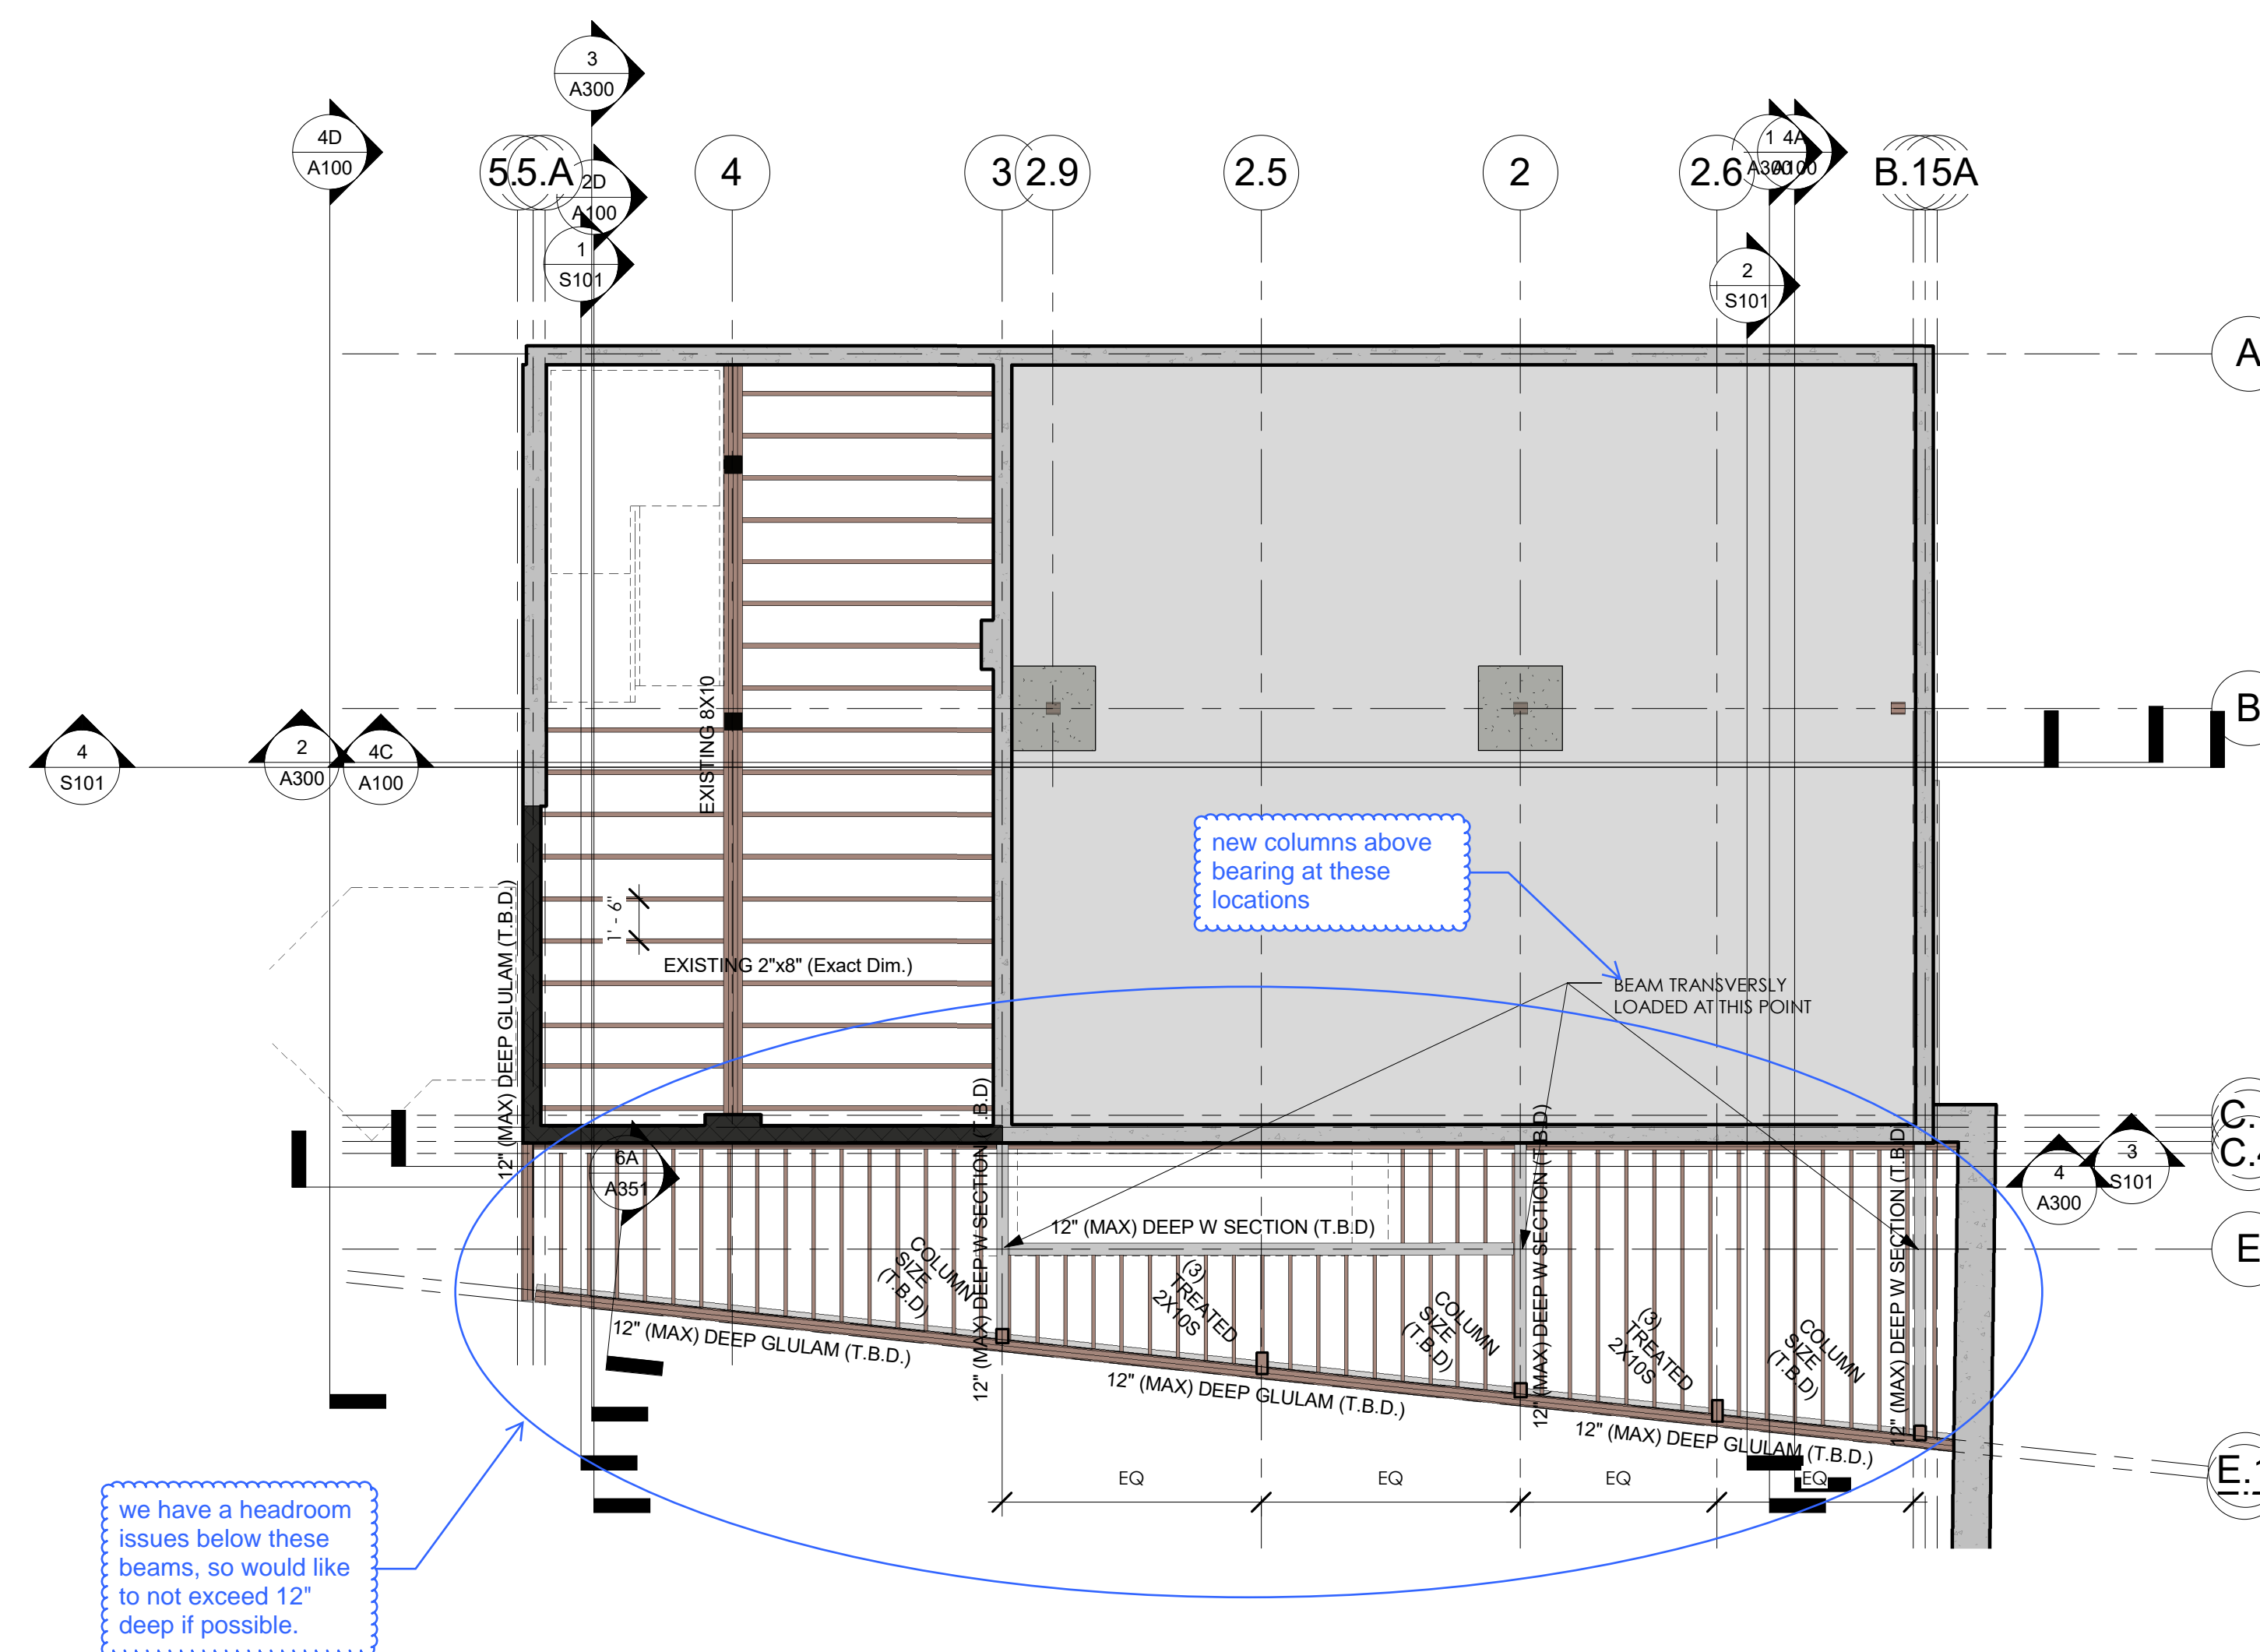 3
A300
4D
A100
5.
5.A
2D
A100
1
S101
4
3
2.9
2.5
2
2.6
1
4A
A300
A100
B.15A
2
S101
A
B
4
S101
2
A300
4C
A100
EXISTING 8X10
new columns above
bearing at these
locations
1' - 6"
EXISTING 2"x8" (Exact Dim.)
BEAM TRANSVERSLY
LOADED AT THIS POINT
12" (MAX) DEEP GLULAM (T.B.D.)
C.
C.
3
S101
4
A300
6A
A351
12" (MAX) DEEP W SECTION (T.B.D)
12" (MAX) DEEP W SECTION (T.B.D)
12" (MAX) DEEP W SECTION (T.B.D)
12" (MAX) DEEP W SECTION (T.B.D)
E
COLUMN
SIZE
(T.B.D)
(3)
TREATED
2X10S
COLUMN
SIZE
(T.B.D)
(3)
TREATED
2X10S
COLUMN
SIZE
(T.B.D)
12" (MAX) DEEP GLULAM (T.B.D.)
12" (MAX) DEEP GLULAM (T.B.D.)
12" (MAX) DEEP GLULAM (T.B.D.)
EQ
EQ
EQ
EQ
E.1
we have a headroom
issues below these
beams, so would like
to not exceed 12"
deep if possible.